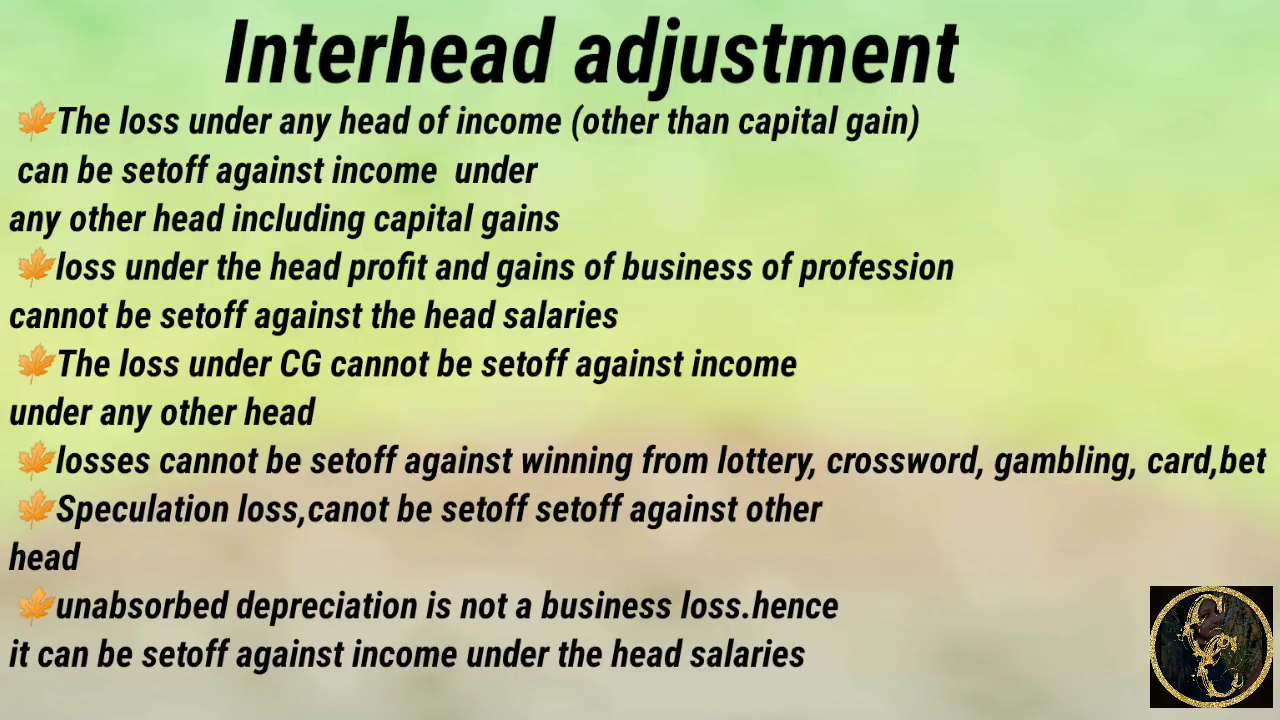 Interhead adjustment
🍁The loss under any head of income (other than capital gain)
can be setoff against income under
any other head including capital gains
🍁loss under the head profit and gains of business of profession
cannot be setoff against the head salaries
🍁The loss under CG cannot be setoff against income
under any other head
🍁losses cannot be setoff against winning from lottery, crossword, gambling, card,bet
🍁Speculation loss,canot be setoff setoff against other
head
🍁unabsorbed depreciation is not a business loss.hence
it can be setoff against income under the head salaries